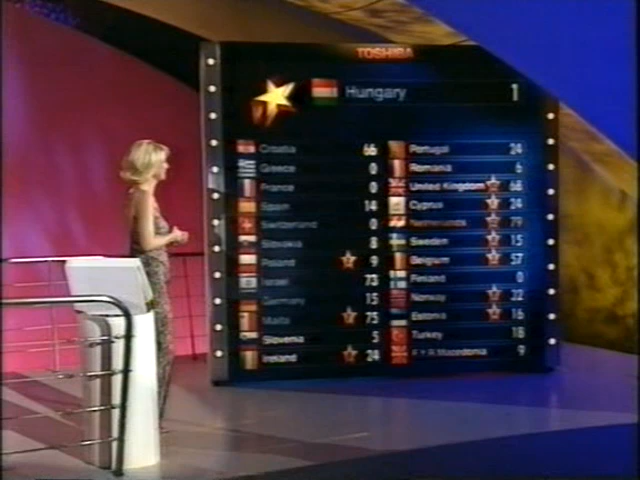 TOSHIBA
Hungary 1
Croatia 66
Greece 0
France 0
Spain 14
Switzerland 0
Slovakia 8
Poland 9
Israel 73
Germany 15
Malta 75
Slovenia 5
Ireland 24
Portugal 24
Romania 6
United Kingdom 68
Cyprus 24
Netherlands 79
Sweden 15
Belgium 57
Finland 0
Norway 22
Estonia 16
Turkey 18
F Y R Macedonia 9